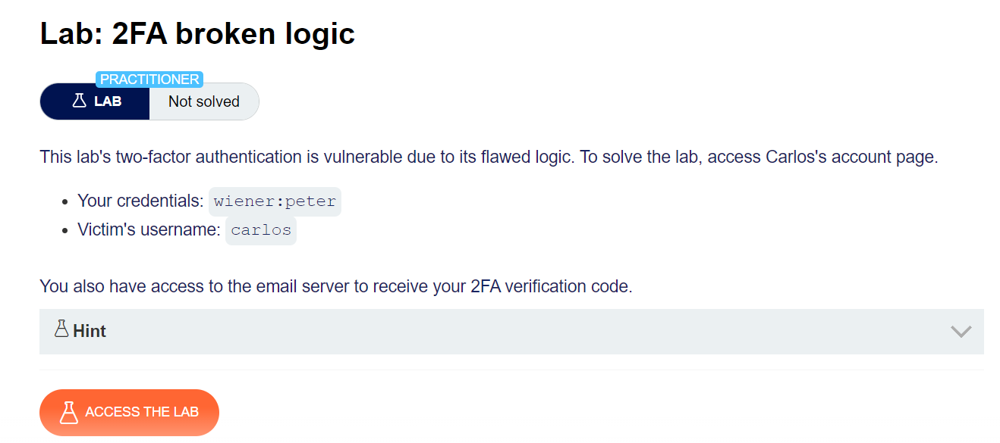 Lab: 2FA broken logic
PRACTITIONER
LAB Not solved
This lab's two-factor authentication is vulnerable due to its flawed logic. To solve the lab, access Carlos's account page.
• Your credentials: wiener:peter
• Victim's username: carlos
You also have access to the email server to receive your 2FA verification code.
Hint
ACCESS THE LAB